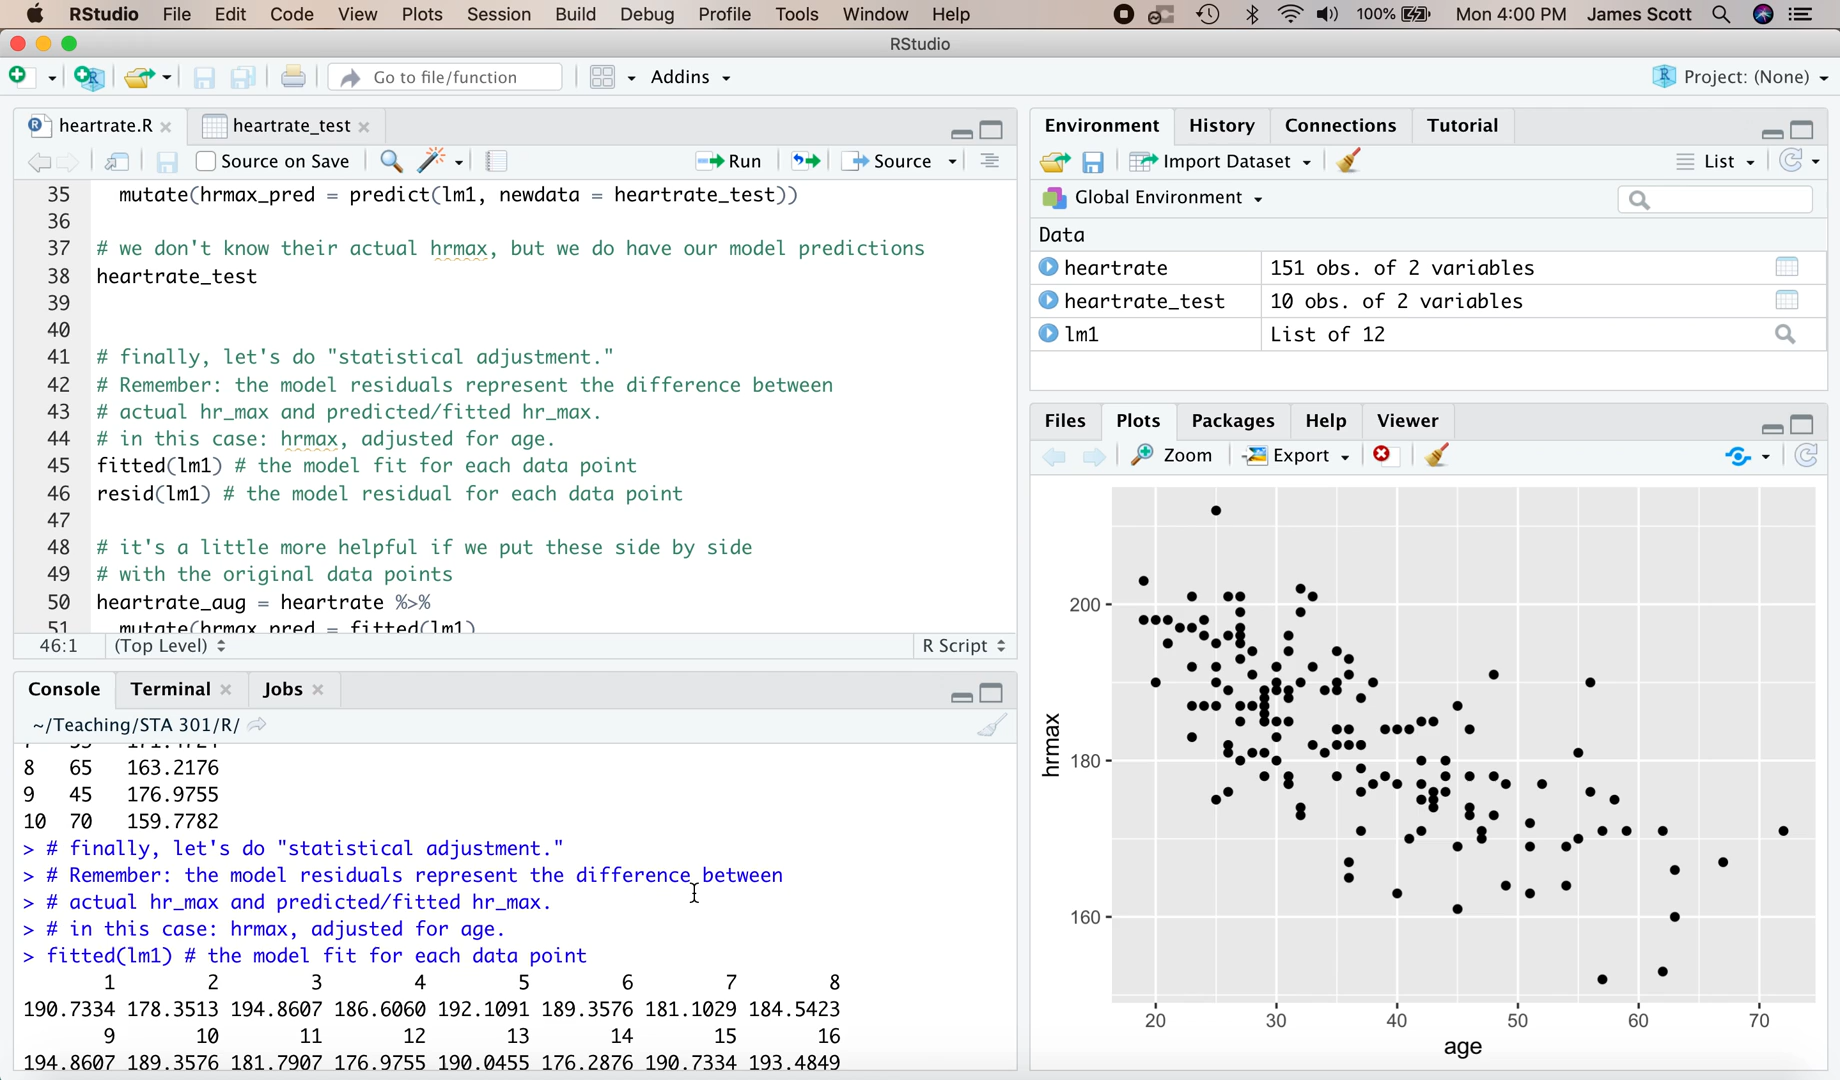 RStudio File Edit Code View Plots Session Build Debug Profile Tools Window Help 100% Mon 4:00 PM James Scott
RStudio
Go to file/function Addins Project: (None)
heartrate.R heartrate_test
Source on Save Run Source
35 mutate(hrmax_pred = predict(lm1, newdata = heartrate_test))
36
37 # we don't know their actual hrmax, but we do have our model predictions
38 heartrate_test
39
40
41 # finally, let's do "statistical adjustment."
42 # Remember: the model residuals represent the difference between
43 # actual hr_max and predicted/fitted hr_max.
44 # in this case: hrmax, adjusted for age.
45 fitted(lm1) # the model fit for each data point
46 resid(lm1) # the model residual for each data point
47
48 # it's a little more helpful if we put these side by side
49 # with the original data points
50 heartrate_aug = heartrate %>%
51 mutate(hrmax_pred = fitted(lm1)
46:1 (Top Level) R Script
Console Terminal Jobs
~/Teaching/STA 301/R/
8 65 163.2176
9 45 176.9755
10 70 159.7782
> # finally, let's do "statistical adjustment."
> # Remember: the model residuals represent the difference between
> # actual hr_max and predicted/fitted hr_max.
> # in this case: hrmax, adjusted for age.
> fitted(lm1) # the model fit for each data point
1 2 3 4 5 6 7 8
190.7334 178.3513 194.8607 186.6060 192.1091 189.3576 181.1029 184.5423
9 10 11 12 13 14 15 16
194.8607 189.3576 181.7907 176.9755 190.0455 176.2876 190.7334 193.4849
Environment History Connections Tutorial
Import Dataset List
Global Environment
Data
heartrate 151 obs. of 2 variables
heartrate_test 10 obs. of 2 variables
lm1 List of 12
Files Plots Packages Help Viewer
Zoom Export
200
180
160
hrmax
20 30 40 50 60 70
age